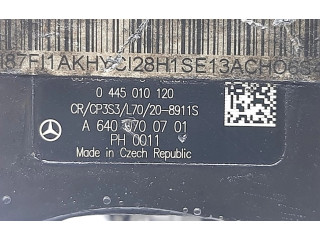 0 445 010 120
CR/CP3S3/L70/20-8911S
A 640 070 07 01
PH 0011
Made in Czech Republic